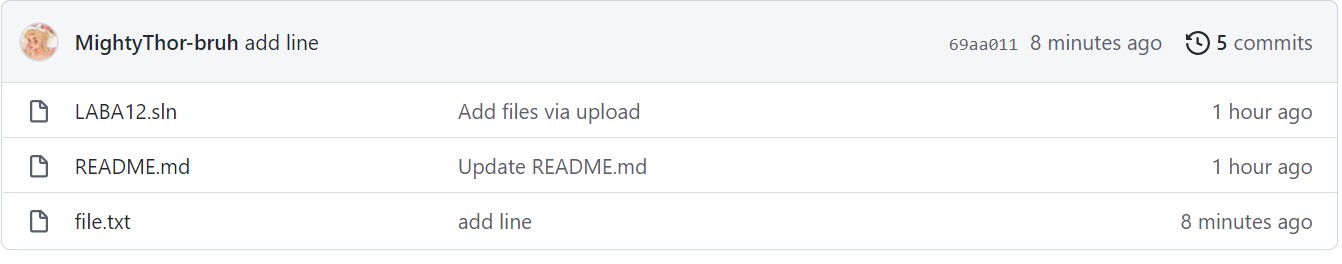 MightyThor-bruh add line 69aa011 8 minutes ago 5 commits
LABA12.sln Add files via upload 1 hour ago
README.md Update README.md 1 hour ago
file.txt add line 8 minutes ago